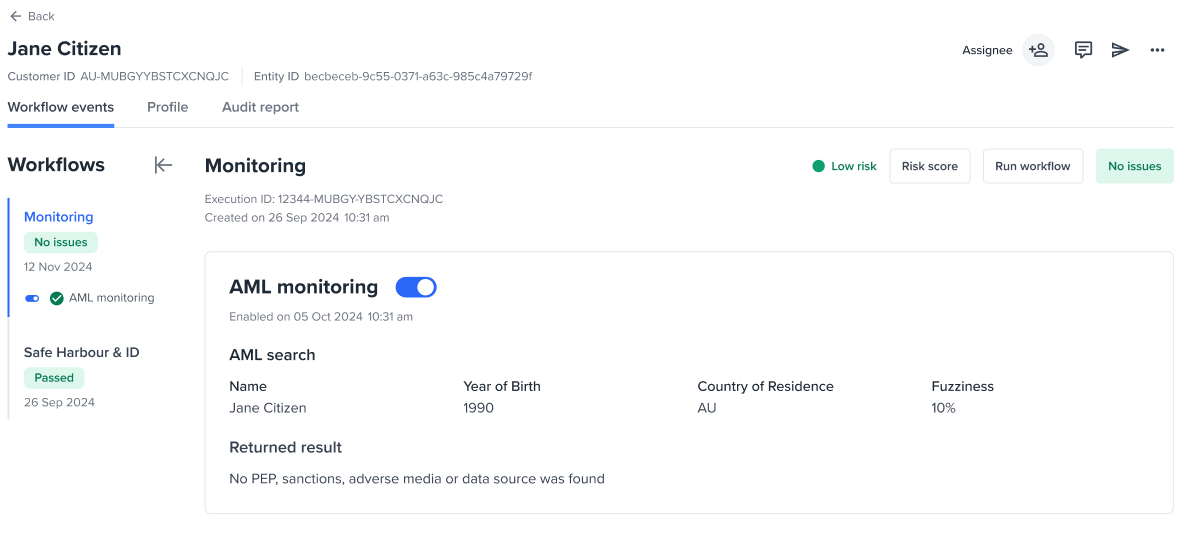 Back
Jane Citizen
Assignee
Customer ID AU-MUBGYYBSTCXCNQJC Entity ID becbeceb-9c55-0371-a63c-985c4a79729f
Workflow events Profile Audit report
Workflows
Monitoring
No issues
12 Nov 2024
AML monitoring
Safe Harbour & ID
Passed
26 Sep 2024
Monitoring
Low risk Risk score Run workflow No issues
Execution ID: 12344-MUBGY-YBSTCXCNQJC
Created on 26 Sep 2024 10:31 am
AML monitoring
Enabled on 05 Oct 2024 10:31 am
AML search
Name Year of Birth Country of Residence Fuzziness
Jane Citizen 1990 AU 10%
Returned result
No PEP, sanctions, adverse media or data source was found